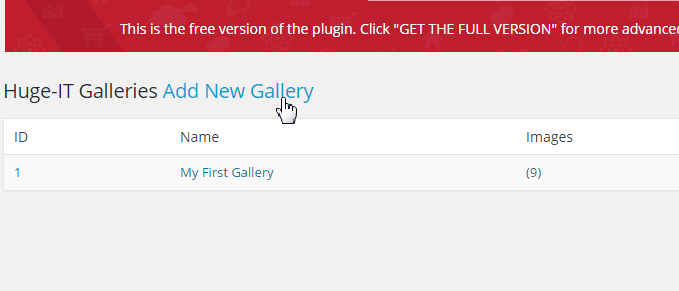 This is the free version of the plugin. Click "GET THE FULL VERSION" for more advanced
Huge-IT Galleries Add New Gallery
ID Name Images
1 My First Gallery (9)